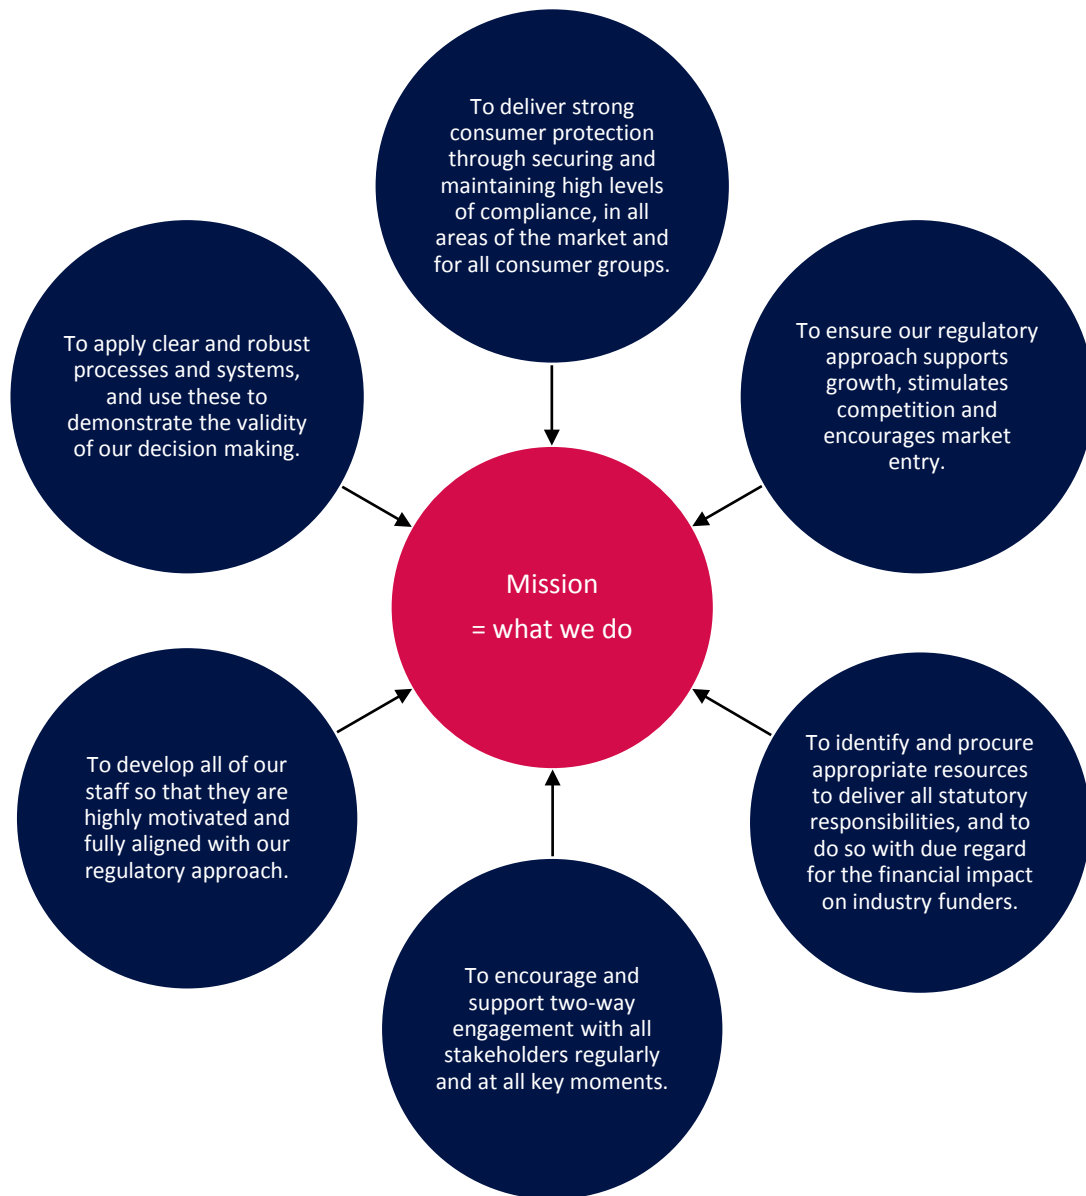 To deliver strong
consumer protection
through securing and
maintaining high levels
of compliance, in all
areas of the market and
for all consumer groups.
To apply clear and robust
processes and systems,
and use these to
demonstrate the validity
of our decision making.
To ensure our regulatory
approach supports
growth, stimulates
competition and
encourages market
entry.
Mission
= what we do
To develop all of our
staff so that they are
highly motivated and
fully aligned with our
regulatory approach.
To identify and procure
appropriate resources
to deliver all statutory
responsibilities, and to
do so with due regard
for the financial impact
on industry funders.
To encourage and
support two-way
engagement with all
stakeholders regularly
and at all key moments.